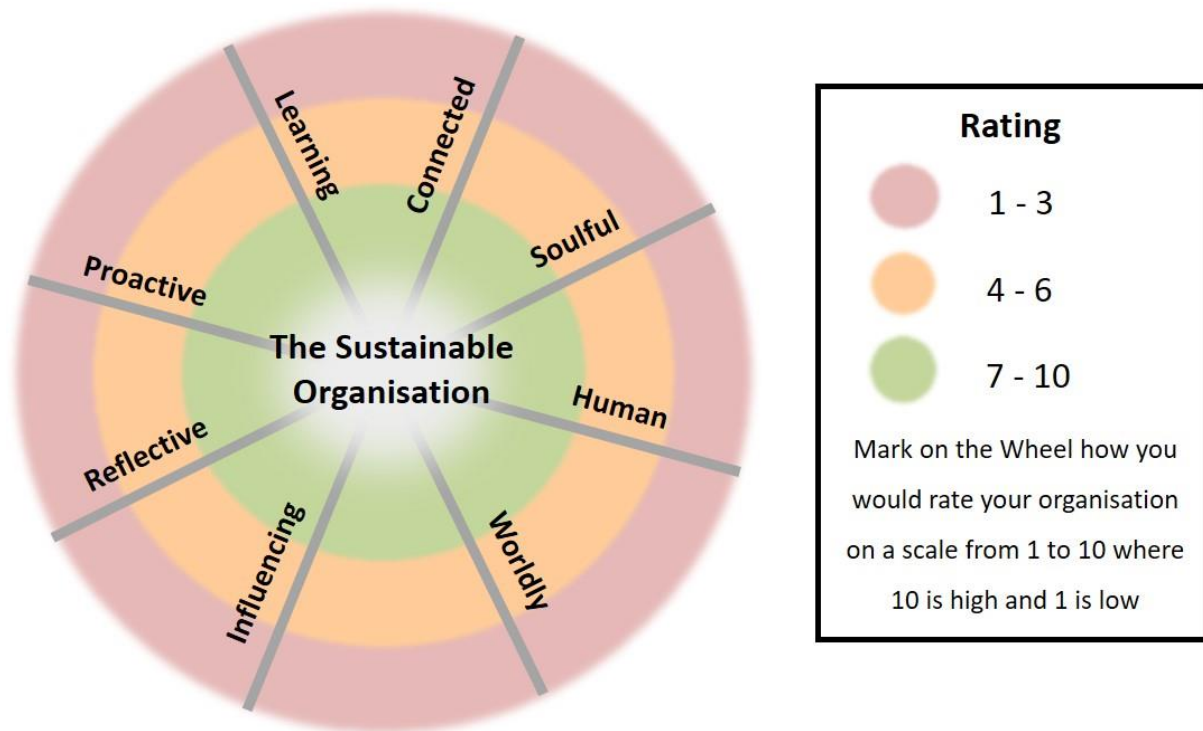 Learning
Connected
Soulful
Proactive
The Sustainable
Organisation
Human
Reflective
Influencing
Worldly
Rating
1 - 3
4 - 6
7 - 10
Mark on the Wheel how you
would rate your organisation
on a scale from 1 to 10 where
10 is high and 1 is low